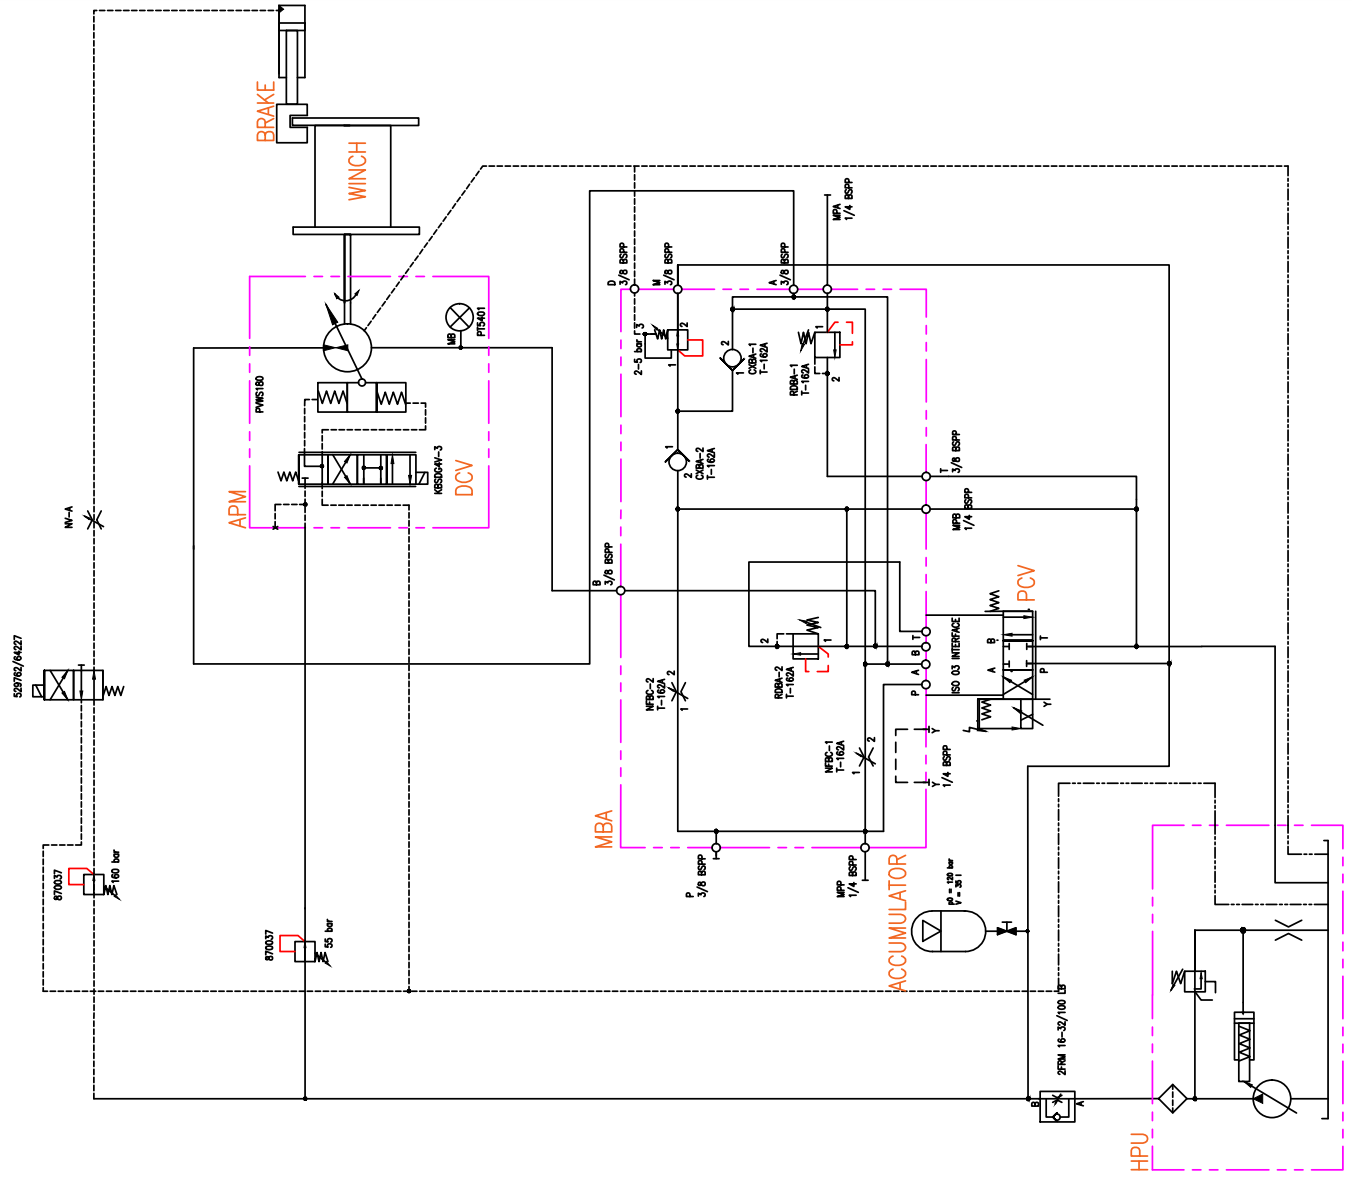 BRAKE
WINCH
NV-A
529762/64227
870037
160 bar
870037
55 bar
APM
PVWS180
KBSDG4V-3
DCV
MB
PT5401
D
3/8 BSPP
M
3/8 BSPP
A
3/8 BSPP
MPA
1/4 BSPP
2-5 bar
3
2
1
2
1
CXBA-1
T-162A
RDBA-1
T-162A
1
2
1
2
CXBA-2
T-162A
T
3/8 BSPP
MPB
1/4 BSPP
B
3/8 BSPP
2
1
RDBA-2
T-162A
NFBC-2
T-162A
2
1
NFBC-1
T-162A
2
1
T
B
A
P
ISO 03 INTERFACE
PCV
A
B
P
T
Y
Y
Y
1/4 BSPP
MBA
P
3/8 BSPP
MPP
1/4 BSPP
ACCUMULATOR
p0 = 120 bar
V = 35 l
2FRM 16-32/100 LB
B
A
HPU